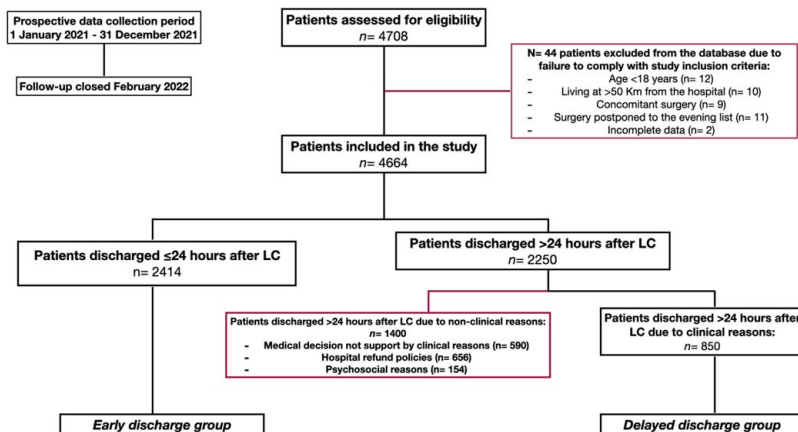 Prospective data collection period
1 January 2021 - 31 December 2021
Follow-up closed February 2022
Patients assessed for eligibility
n= 4708
N= 44 patients excluded from the database due to
failure to comply with study inclusion criteria:
- Age <18 years (n= 12)
- Living at >50 Km from the hospital (n= 10)
- Concomitant surgery (n= 9)
- Surgery postponed to the evening list (n= 11)
- Incomplete data (n= 2)
Patients included in the study
n= 4664
Patients discharged ≤24 hours after LC
n= 2414
Patients discharged >24 hours after LC
n= 2250
Patients discharged >24 hours after LC due to non-clinical reasons:
n= 1400
- Medical decision not support by clinical reasons (n= 590)
- Hospital refund policies (n= 656)
- Psychosocial reasons (n= 154)
Patients discharged >24 hours after
LC due to clinical reasons:
n= 850
Early discharge group
Delayed discharge group